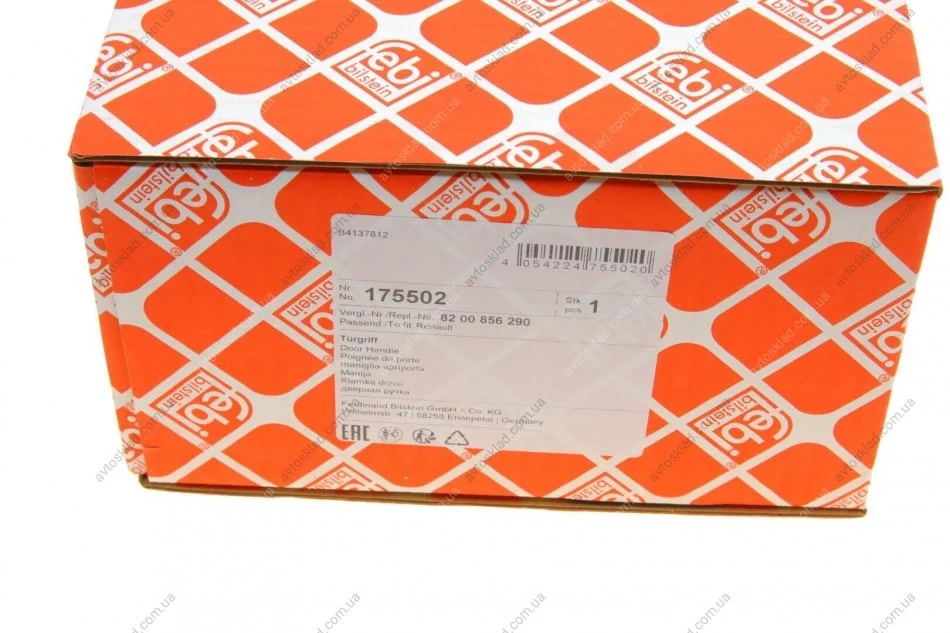 febi
bilstein
®
B4137812
4 054224 755020
Nr.
No. 175502
Stk
pcs 1
Vergl.-Nr./Repl.-No. 82 00 856 290
Passend./To fit: Renault
Türgriff
Door Handle
Poignée de porte
maniglia apriporta
Manija
Klamka drzwi
дверная ручка
Ferdinand Bilstein GmbH + Co. KG
Wilhelmstr. 47 | 58256 Ennepetal | Germany
EAC
avtosklad.com.ua